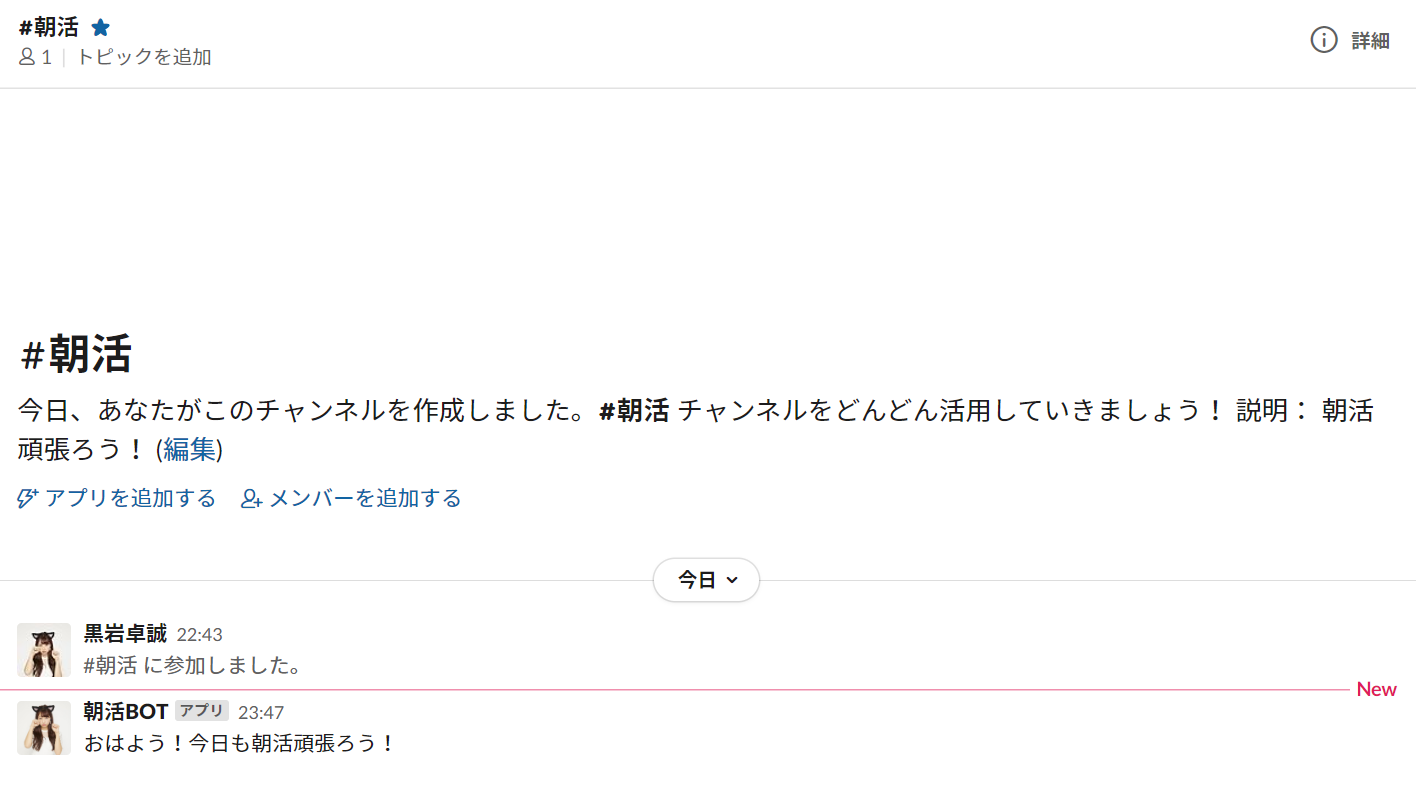 #朝活
1 トピックを追加
詳細
#朝活
今日、あなたがこのチャンネルを作成しました。#朝活 チャンネルをどんどん活用していきましょう！ 説明： 朝活
頑張ろう！ (編集)
アプリを追加する メンバーを追加する
今日
黒岩卓誠 22:43
#朝活 に参加しました。
New
朝活BOT アプリ 23:47
おはよう！今日も朝活頑張ろう！